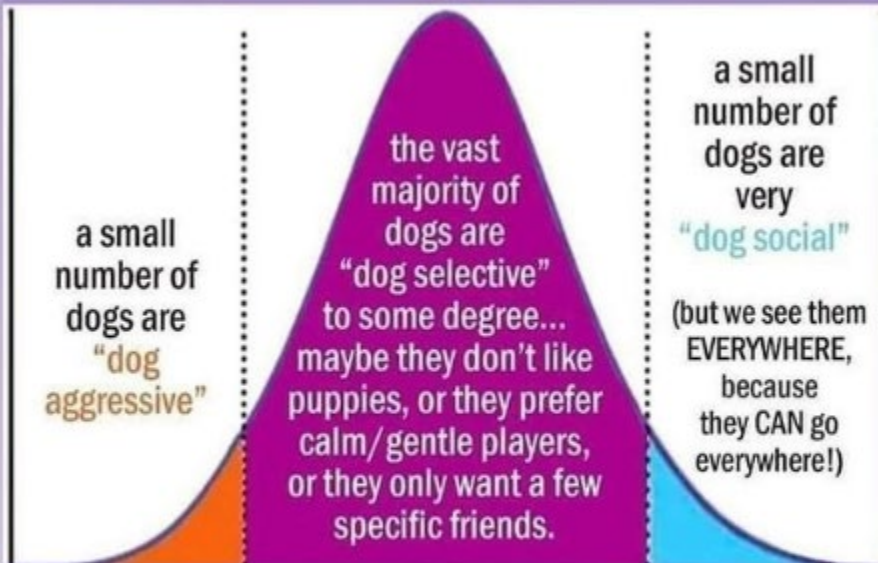 a small
number of
dogs are
“dog
aggressive”
the vast
majority of
dogs are
“dog selective”
to some degree...
maybe they don’t like
puppies, or they prefer
calm/gentle players,
or they only want a few
specific friends.
a small
number of
dogs are
very
“dog social”
(but we see them
EVERYWHERE,
because
they CAN go
everywhere!)